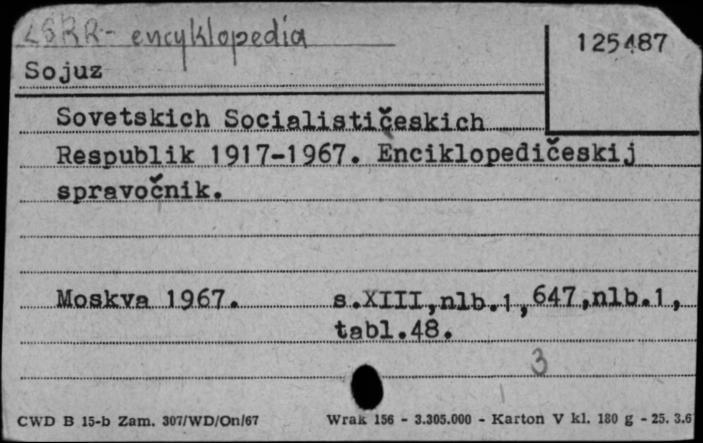 ZSRR - encyklopedia
125487
Sojuz
Sovetskich Socialističeskich
Respublik 1917-1967. Enciklopedičeskij
spravočnik.
Moskva 1967. s.XIII,nlb.1,647,nlb.1,
tabl.48.
3
CWD B 15-b Zam. 307/WD/On/67 Wrak 156 - 3.305.000 - Karton V kl. 180 g - 25. 3.6